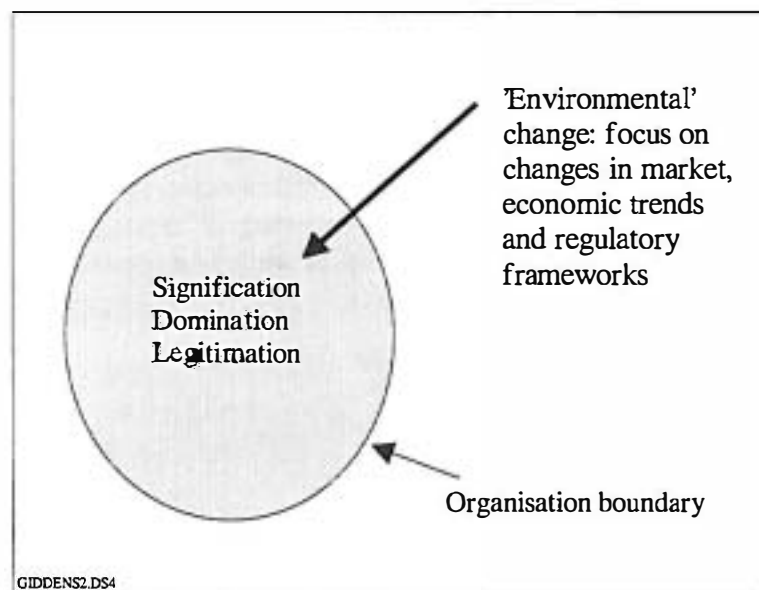 'Environmental'
change: focus on
changes in market,
economic trends
and regulatory
frameworks
Signification
Domination
Legitimation
Organisation boundary
GIDDENS2.DS4